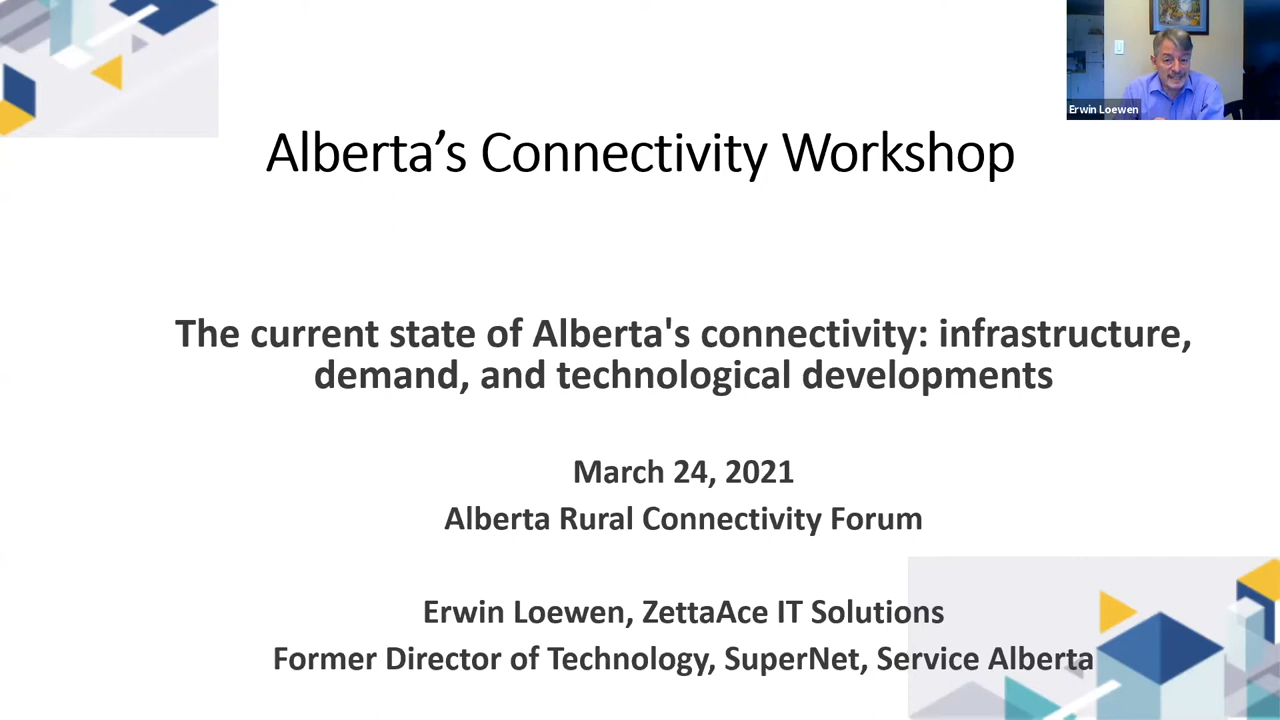 Erwin Loewen
Alberta’s Connectivity Workshop
The current state of Alberta's connectivity: infrastructure,
demand, and technological developments
March 24, 2021
Alberta Rural Connectivity Forum
Erwin Loewen, ZettaAce IT Solutions
Former Director of Technology, SuperNet, Service Alberta